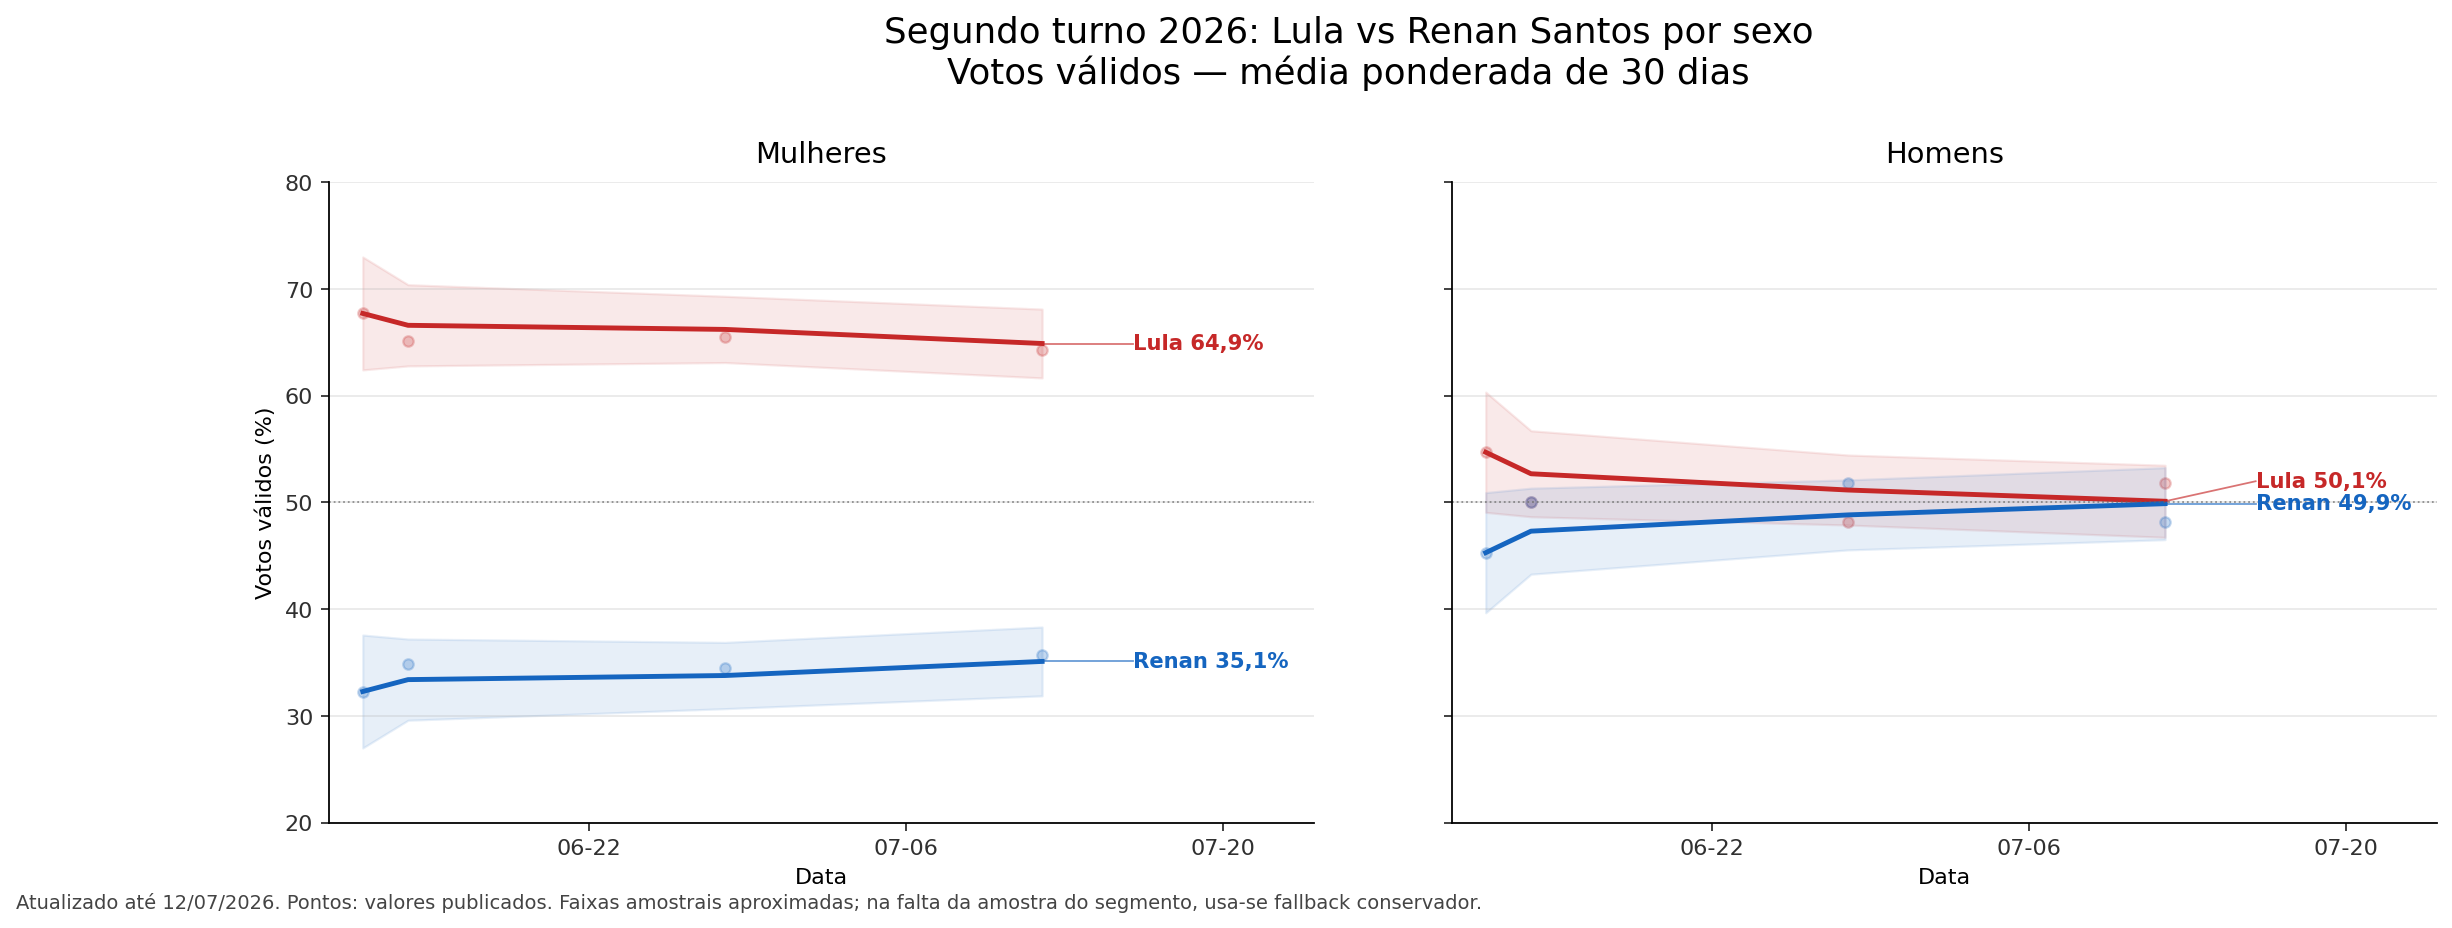 Segundo turno 2026: Lula vs Renan Santos por sexo
Votos válidos — média ponderada de 30 dias
Mulheres
Votos válidos (%)
80
70
60
50
40
30
20
Lula 64,9%
Renan 35,1%
06-22
07-06
07-20
Data
Homens
Lula 50,1%
Renan 49,9%
06-22
07-06
07-20
Data
Atualizado até 12/07/2026. Pontos: valores publicados. Faixas amostrais aproximadas; na falta da amostra do segmento, usa-se fallback conservador.